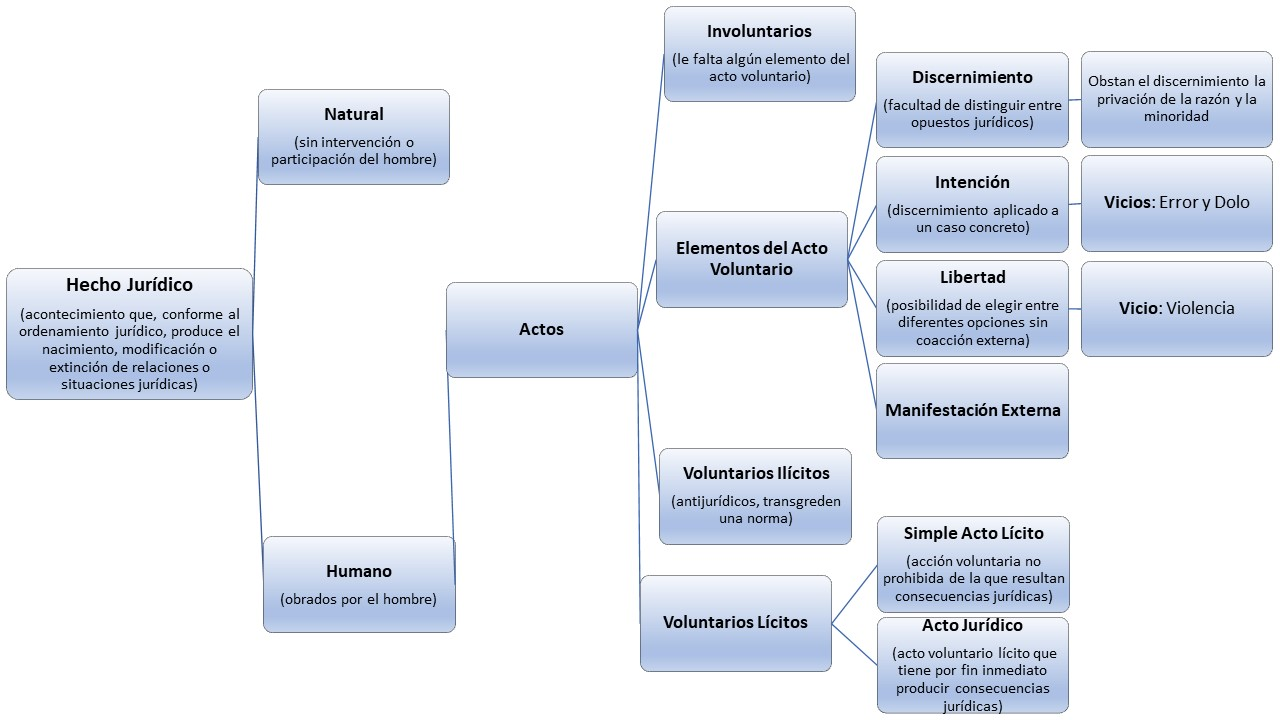 Hecho Jurídico
(acontecimiento que, conforme al
ordenamiento jurídico, produce el
nacimiento, modificación o
extinción de relaciones o
situaciones jurídicas)
Natural
(sin intervención o
participación del hombre)
Humano
(obrados por el hombre)
Actos
Involuntarios
(le falta algún elemento del
acto voluntario)
Elementos del Acto
Voluntario
Discernimiento
(facultad de distinguir entre
opuestos jurídicos)
Obstan el discernimiento la
privación de la razón y la
minoridad
Intención
(discernimiento aplicado a
un caso concreto)
Vicios: Error y Dolo
Libertad
(posibilidad de elegir entre
diferentes opciones sin
coacción externa)
Vicio: Violencia
Manifestación Externa
Voluntarios Ilícitos
(antijurídicos, transgreden
una norma)
Voluntarios Lícitos
Simple Acto Lícito
(acción voluntaria no
prohibida de la que resultan
consecuencias jurídicas)
Acto Jurídico
(acto voluntario lícito que
tiene por fin inmediato
producir consecuencias
jurídicas)